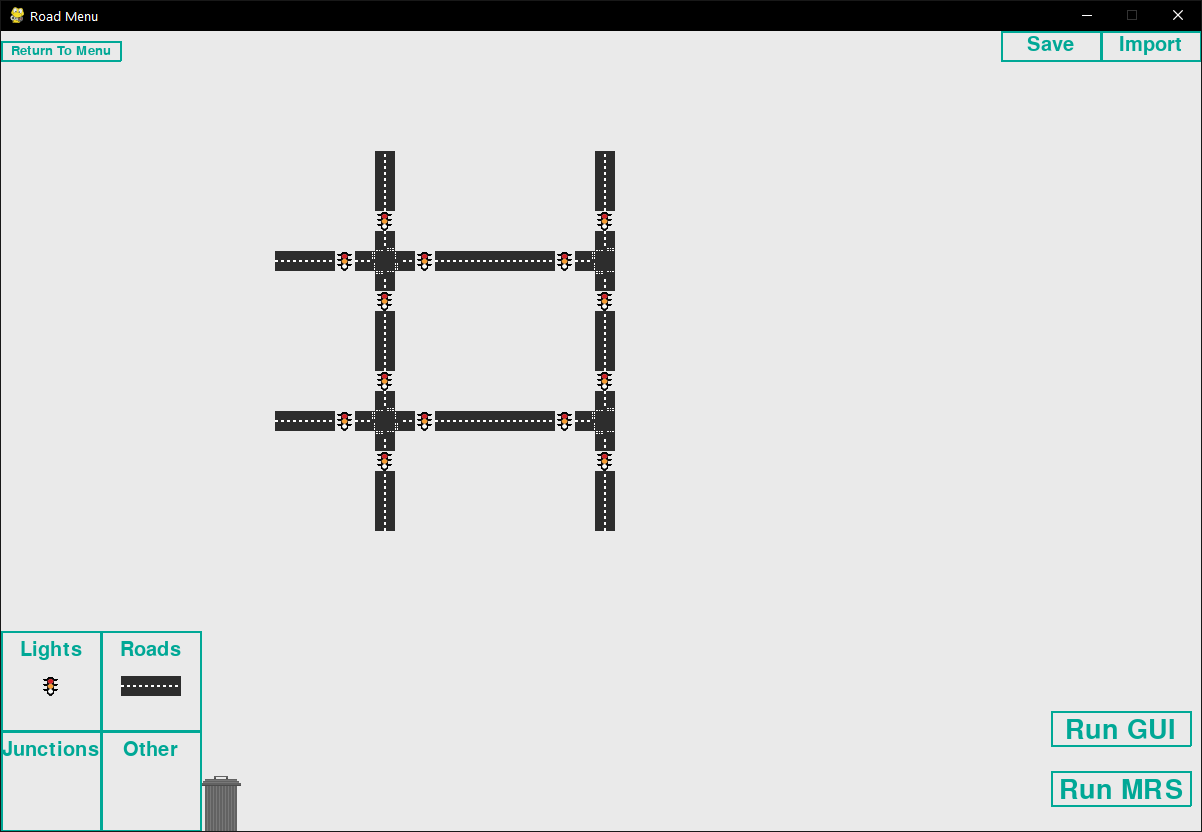 Road Menu
Return To Menu
Save
Import
Lights
Roads
Junctions
Other
Run GUI
Run MRS